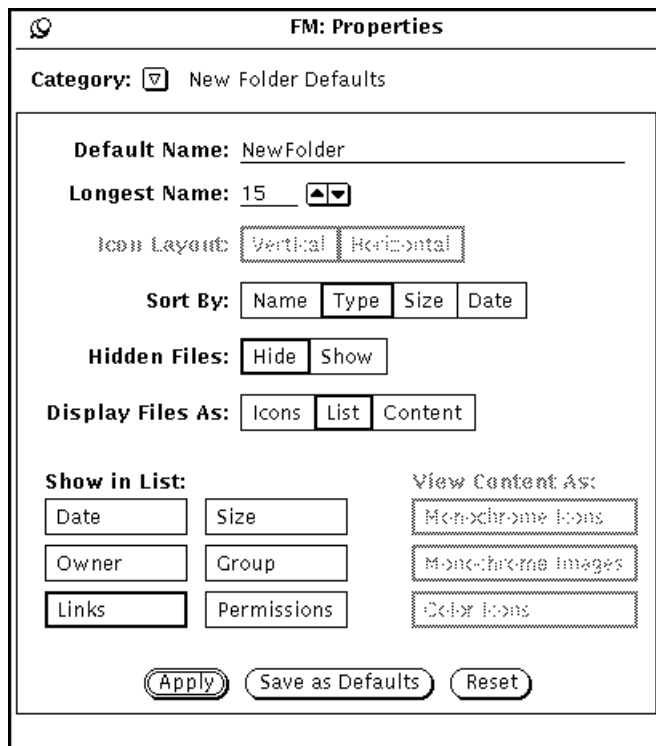 FM: Properties
Category: New Folder Defaults
Default Name: NewFolder
Longest Name: 15
Icon Layout: Vertical Horizontal
Sort By: Name Type Size Date
Hidden Files: Hide Show
Display Files As: Icons List Content
Show in List: View Content As:
Date Size Monochrome Icons
Owner Group Monochrome Images
Links Permissions Color Icons
Apply Save as Defaults Reset